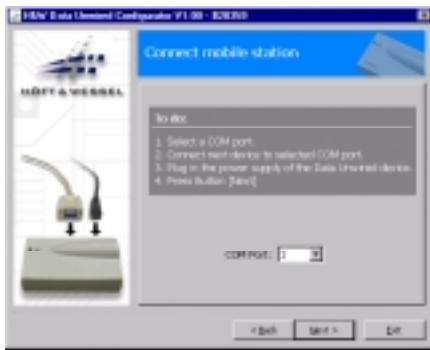 H&W Data Unwired Configurator V1.00 -
Connect mobile station
HÖFT & WESSEL
To do:
1. Select a COM port.
2. Connect next device to selected COM port.
3. Plug in the power supply of the Data Unwired device.
4. Press Button [Next]
COM Port: 1
< Back Next > Exit